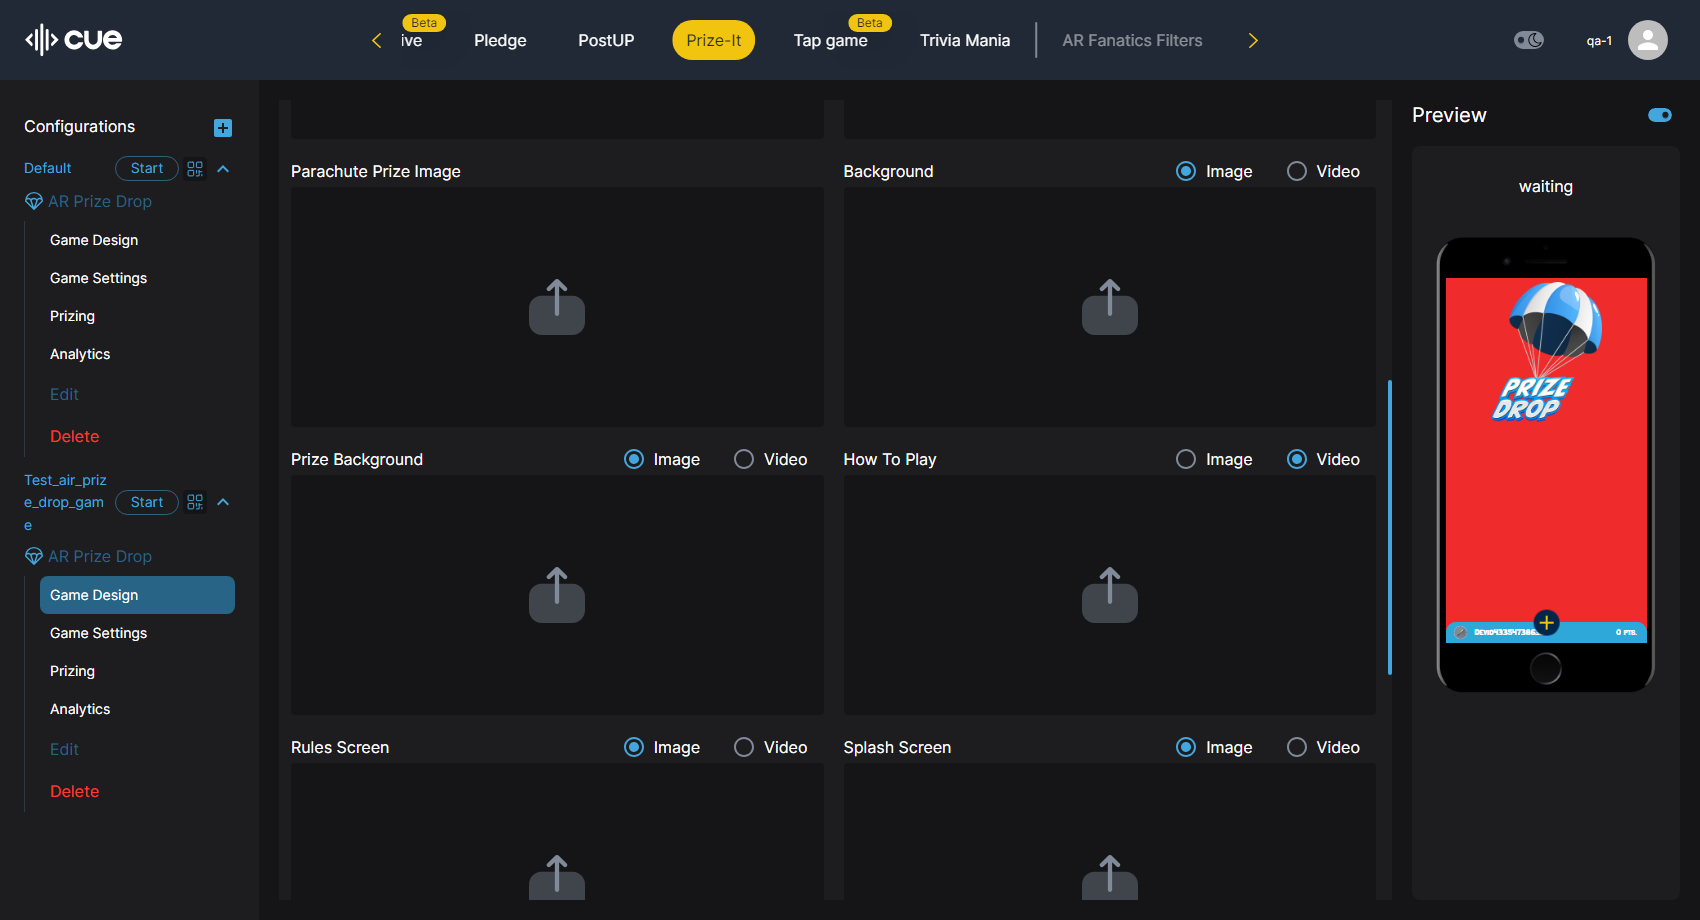 cue
ive
Beta
Pledge
PostUP
Prize-It
Tap game
Beta
Trivia Mania
AR Fanatics Filters
qa-1
Configurations
Default
Start
AR Prize Drop
Game Design
Game Settings
Prizing
Analytics
Edit
Delete
Test_air_priz
e_drop_gam
e
Start
AR Prize Drop
Game Design
Game Settings
Prizing
Analytics
Edit
Delete
Parachute Prize Image
Background
Image
Video
Prize Background
Image
Video
How To Play
Image
Video
Rules Screen
Image
Video
Splash Screen
Image
Video
Preview
waiting
PRIZE
DROP
0 PTS.